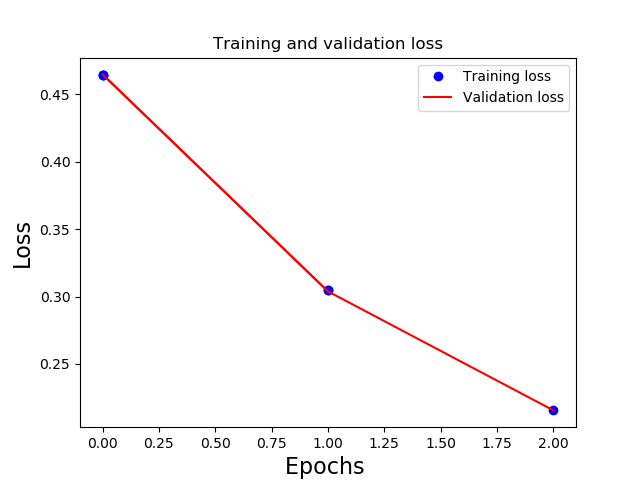 Training and validation loss
Training loss
Validation loss
0.45
0.40
0.35
0.30
0.25
Loss
0.00 0.25 0.50 0.75 1.00 1.25 1.50 1.75 2.00
Epochs